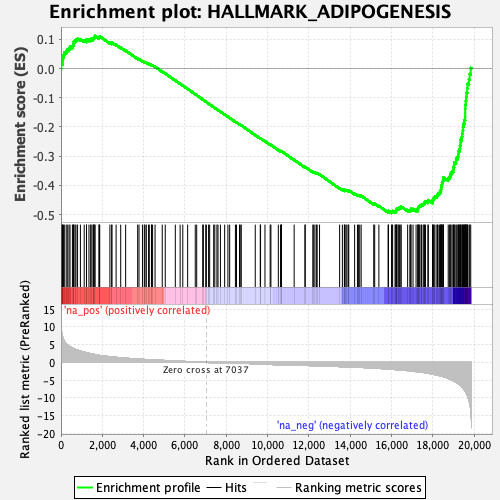 Enrichment plot: HALLMARK_ADIPOGENESIS
Enrichment score (ES)
0.1
0.0
-0.1
-0.2
-0.3
-0.4
-0.5
'na_pos' (positively correlated)
Ranked list metric (PreRanked)
15
10
5
0
-5
-10
-15
-20
Zero cross at 7037
'na_neg' (negatively correlated)
0
2,000
4,000
6,000
8,000
10,000
12,000
14,000
16,000
18,000
20,000
Rank in Ordered Dataset
Enrichment profile
Hits
Ranking metric scores